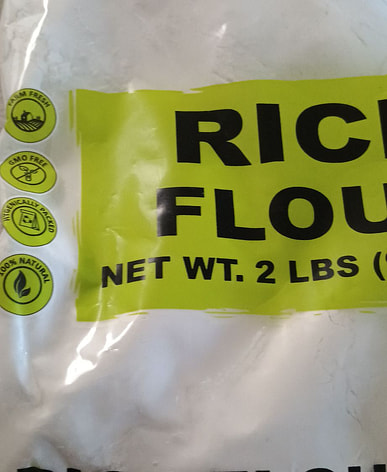 FARM FRESH
GMO FREE
HYGIENICALLY PACKED
100% NATURAL
RIC
FLOU
NET WT. 2 LBS (